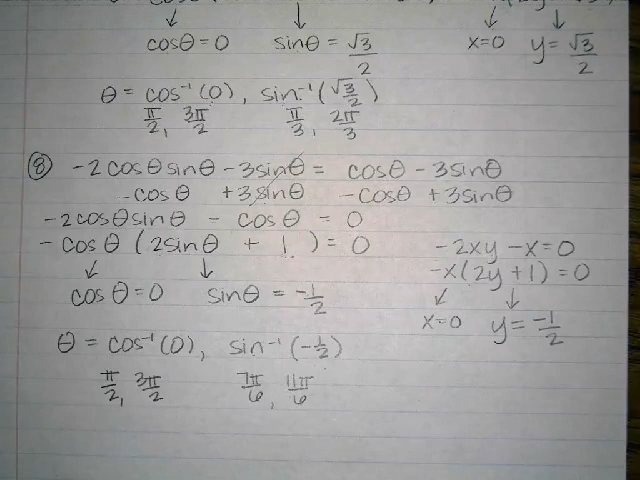 cosθ = 0 sinθ = √3/2 x=0 y = √3/2
θ = cos⁻¹(0), sin⁻¹(√3/2)
π/2, 3π/2 π/3, 2π/3
⑧ -2cosθsinθ - 3sinθ = cosθ - 3sinθ
-cosθ +3sinθ -cosθ +3sinθ
-2cosθsinθ - cosθ = 0
-cosθ (2sinθ + 1) = 0
cosθ = 0 sinθ = -1/2
-2xy - x = 0
-x(2y+1) = 0
x=0 y = -1/2
θ = cos⁻¹(0), sin⁻¹(-1/2)
π/2, 3π/2 7π/6, 11π/6